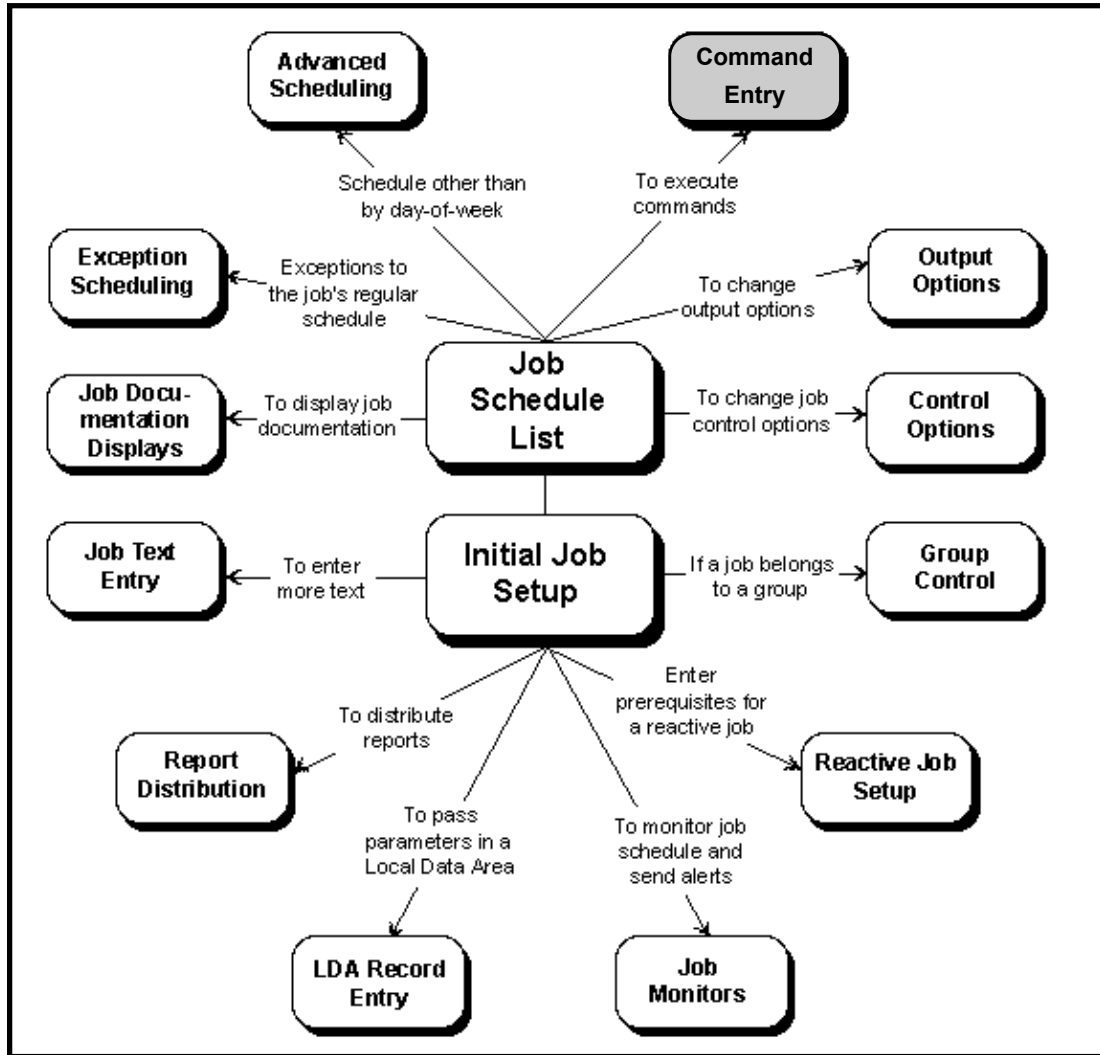 Advanced
Scheduling
Command
Entry
Schedule other than
by day-of-week
To execute
commands
Exception
Scheduling
Exceptions to
the job's regular
schedule
To change
output options
Output
Options
Job Docu-
mentation
Displays
To display job
documentation
Job
Schedule
List
To change job
control options
Control
Options
Job Text
Entry
To enter
more text
Initial Job
Setup
If a job belongs
to a group
Group
Control
Report
Distribution
To distribute
reports
Enter
prerequisites for
a reactive job
Reactive Job
Setup
To pass
parameters in a
Local Data Area
To monitor job
schedule and
send alerts
LDA Record
Entry
Job
Monitors